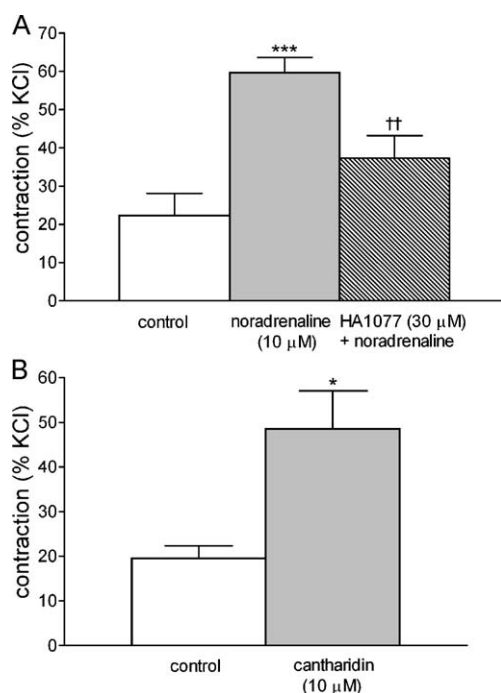 A
contraction (% KCl)
70
60
50
40
30
20
10
0
***
††
control
noradrenaline
(10 µM)
HA1077 (30 µM)
+ noradrenaline
B
contraction (% KCl)
60
50
40
30
20
10
0
*
control
cantharidin
(10 µM)